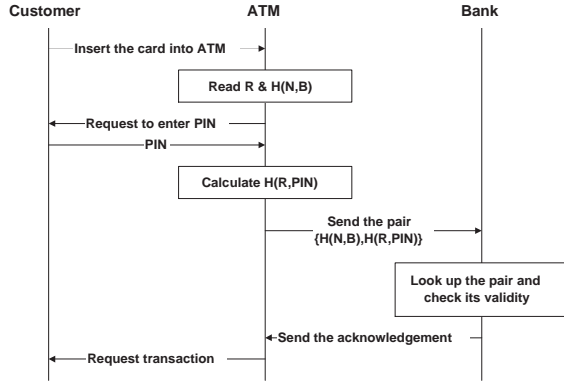 Customer
ATM
Bank
Insert the card into ATM
Read R & H(N,B)
Request to enter PIN
PIN
Calculate H(R,PIN)
Send the pair
{H(N,B),H(R,PIN)}
Look up the pair and
check its validity
Send the acknowledgement
Request transaction